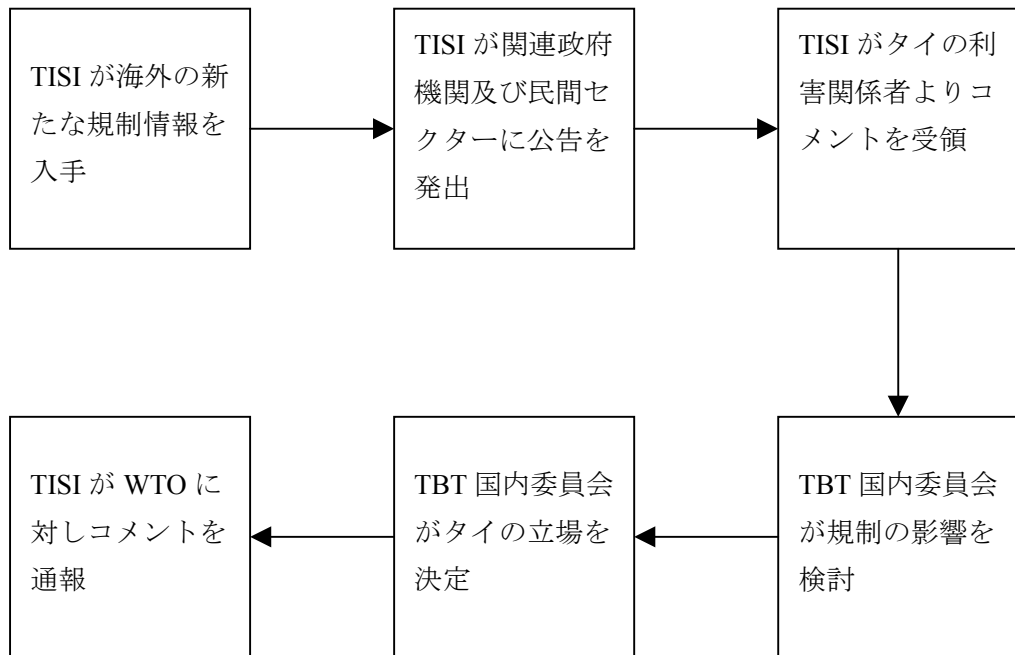 TISI が海外の新
たな規制情報を
入手
TISI が関連政府
機関及び民間セ
クターに公告を
発出
TISI がタイの利
害関係者よりコ
メントを受領
TBT 国内委員会
が規制の影響を
検討
TBT 国内委員会
がタイの立場を
決定
TISI が WTO に
対しコメントを
通報